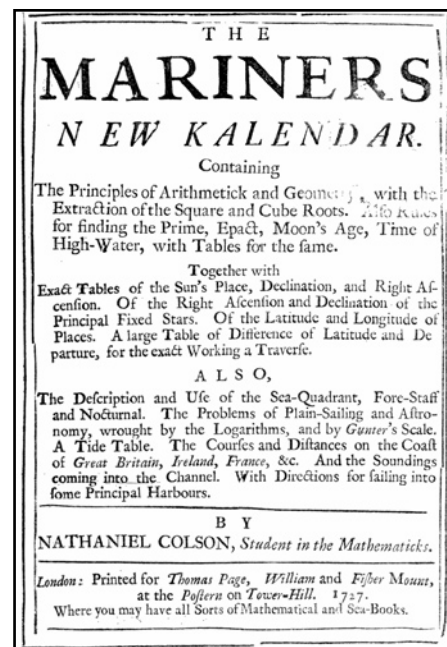 THE
MARINERS
NEW KALENDAR.
Containing
The Principles of Arithmetick and Geometry, with the
Extraction of the Square and Cube Roots. Alſo Rules
for finding the Prime, Epact, Moon's Age, Time of
High-Water, with Tables for the ſame.
Together with
Exact Tables of the Sun's Place, Declination, and Right Aſ-
cenſion. Of the Right Aſcenſion and Declination of the
Principal Fixed Stars. Of the Latitude and Longitude of
Places. A large Table of Difference of Latitude and De
parture, for the exact Working a Traverſe.
ALSO,
The Deſcription and Uſe of the Sea-Quadrant, Fore-Staff
and Nocturnal. The Problems of Plain-Sailing and Aſtro-
nomy, wrought by the Logarithms, and by Gunter's Scale.
A Tide Table. The Courſes and Diſtances on the Coaſt
of Great Britain, Ireland, France, &c. And the Soundings
coming into the Channel. With Directions for ſailing into
ſome Principal Harbours.
BY
NATHANIEL COLSON, Student in the Mathematicks.
London: Printed for Thomas Page, William and Fiſher Mount,
at the Poſtern on Tower-Hill. 1727.
Where you may have all Sorts of Mathematical and Sea-Books.